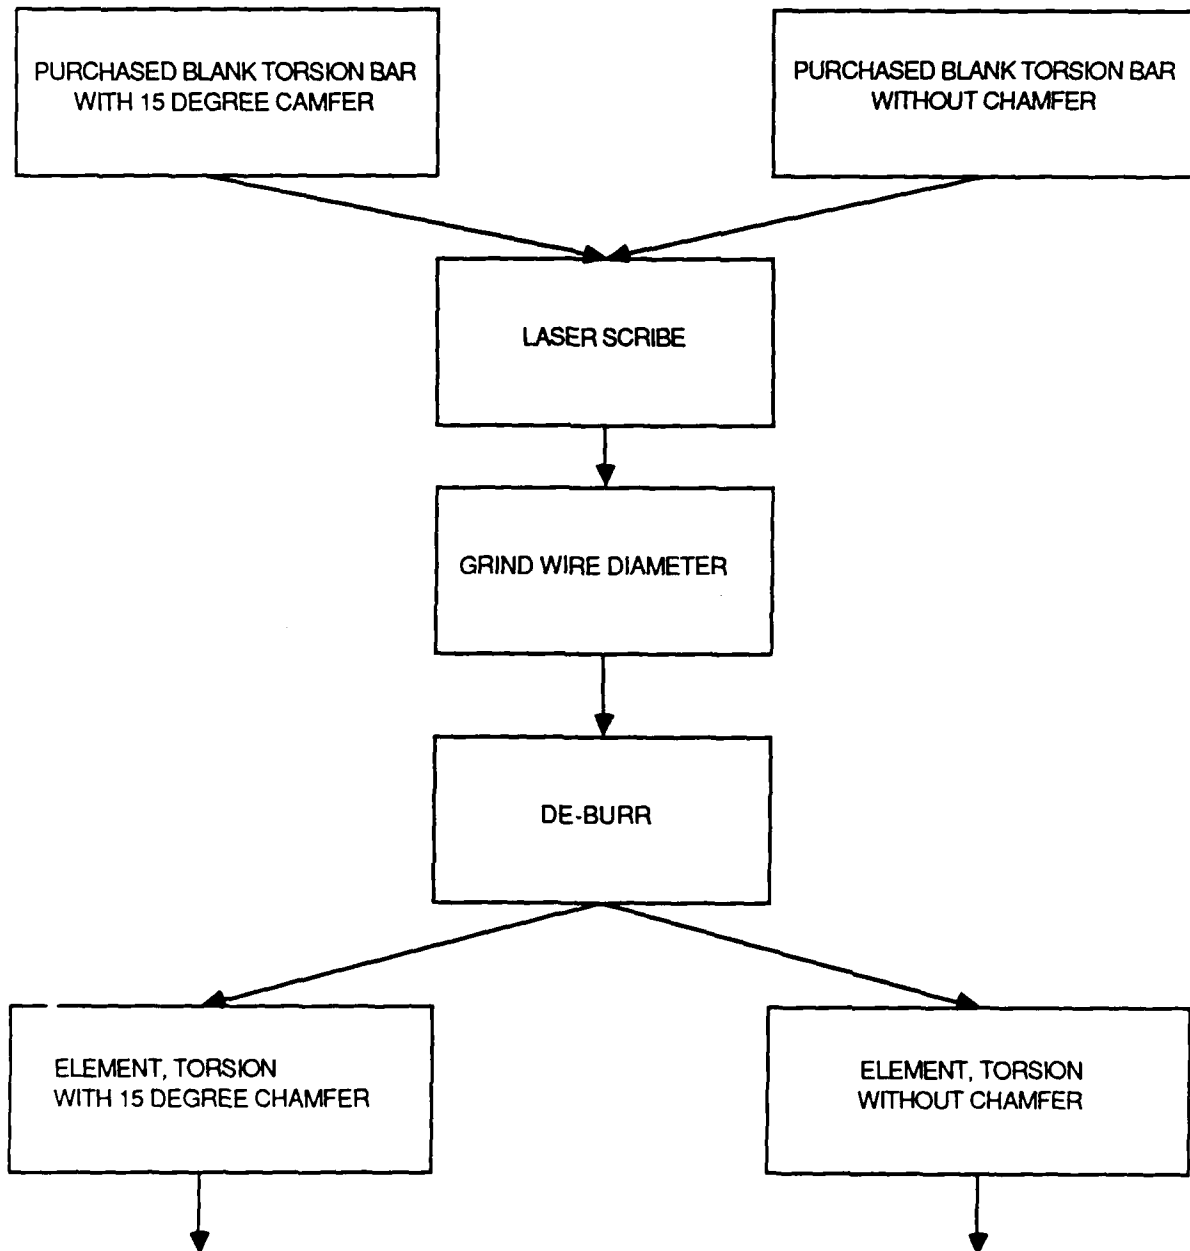 PURCHASED BLANK TORSION BAR
WITH 15 DEGREE CAMFER
PURCHASED BLANK TORSION BAR
WITHOUT CHAMFER
LASER SCRIBE
GRIND WIRE DIAMETER
DE-BURR
ELEMENT, TORSION
WITH 15 DEGREE CHAMFER
ELEMENT, TORSION
WITHOUT CHAMFER